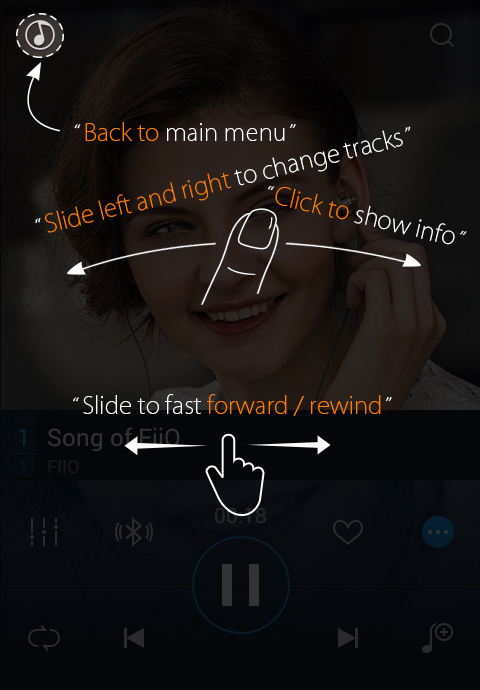 “Back to main menu”
“Slide left and right to change tracks”
“Click to show info”
“Slide to fast forward / rewind”
1 Song of FiiO
1 FIIO
00:18